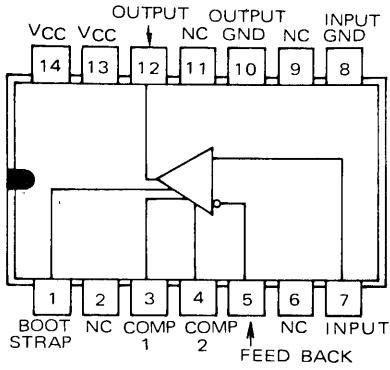 OUTPUT OUTPUT INPUT
VCC VCC NC GND NC GND
14 13 12 11 10 9 8
1 2 3 4 5 6 7
BOOT NC COMP COMP NC INPUT
STRAP 1 2
FEED BACK